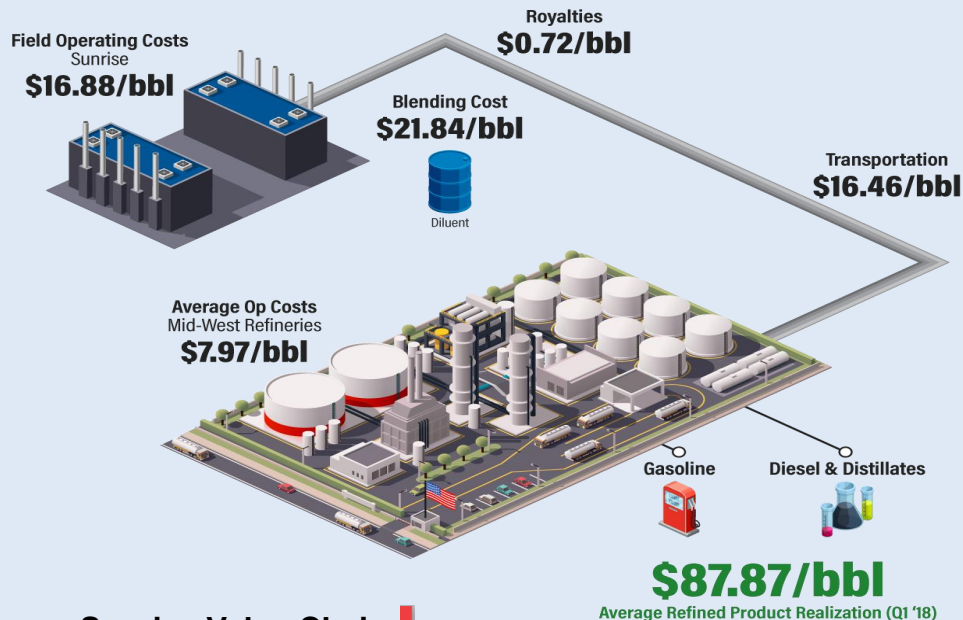 Royalties
$0.72/bbl
Field Operating Costs
Sunrise
$16.88/bbl
Blending Cost
$21.84/bbl
Diluent
Transportation
$16.46/bbl
Average Op Costs
Mid-West Refineries
$7.97/bbl
Gasoline
Diesel & Distillates
$87.87/bbl
Average Refined Product Realization (Q1 '18)